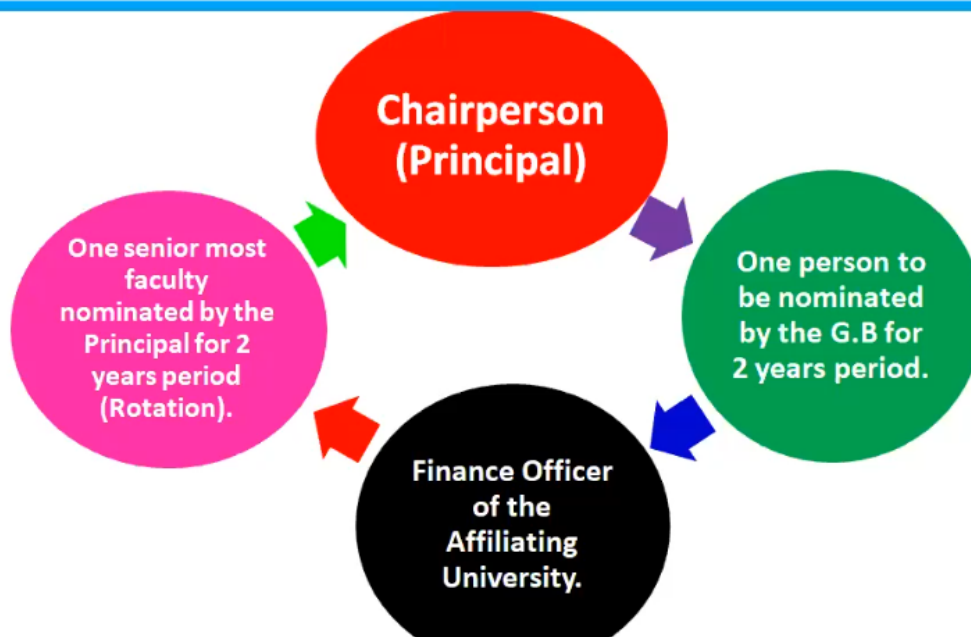 Chairperson
(Principal)
One person to
be nominated
by the G.B for
2 years period.
Finance Officer
of the
Affiliating
University.
One senior most
faculty
nominated by the
Principal for 2
years period
(Rotation).